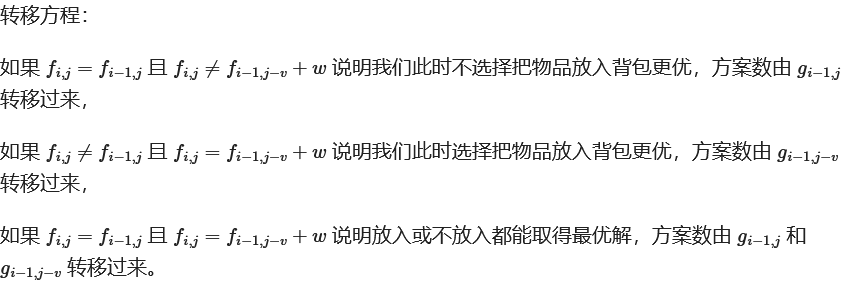 转移方程：
如果 $f_{i,j} = f_{i-1,j}$ 且 $f_{i,j} \neq f_{i-1,j-v} + w$ 说明我们此时不选择把物品放入背包更优，方案数由 $g_{i-1,j}$
转移过来，
如果 $f_{i,j} \neq f_{i-1,j}$ 且 $f_{i,j} = f_{i-1,j-v} + w$ 说明我们此时选择把物品放入背包更优，方案数由 $g_{i-1,j-v}$
转移过来，
如果 $f_{i,j} = f_{i-1,j}$ 且 $f_{i,j} = f_{i-1,j-v} + w$ 说明放入或不放入都能取得最优解，方案数由 $g_{i-1,j}$ 和
$g_{i-1,j-v}$ 转移过来。